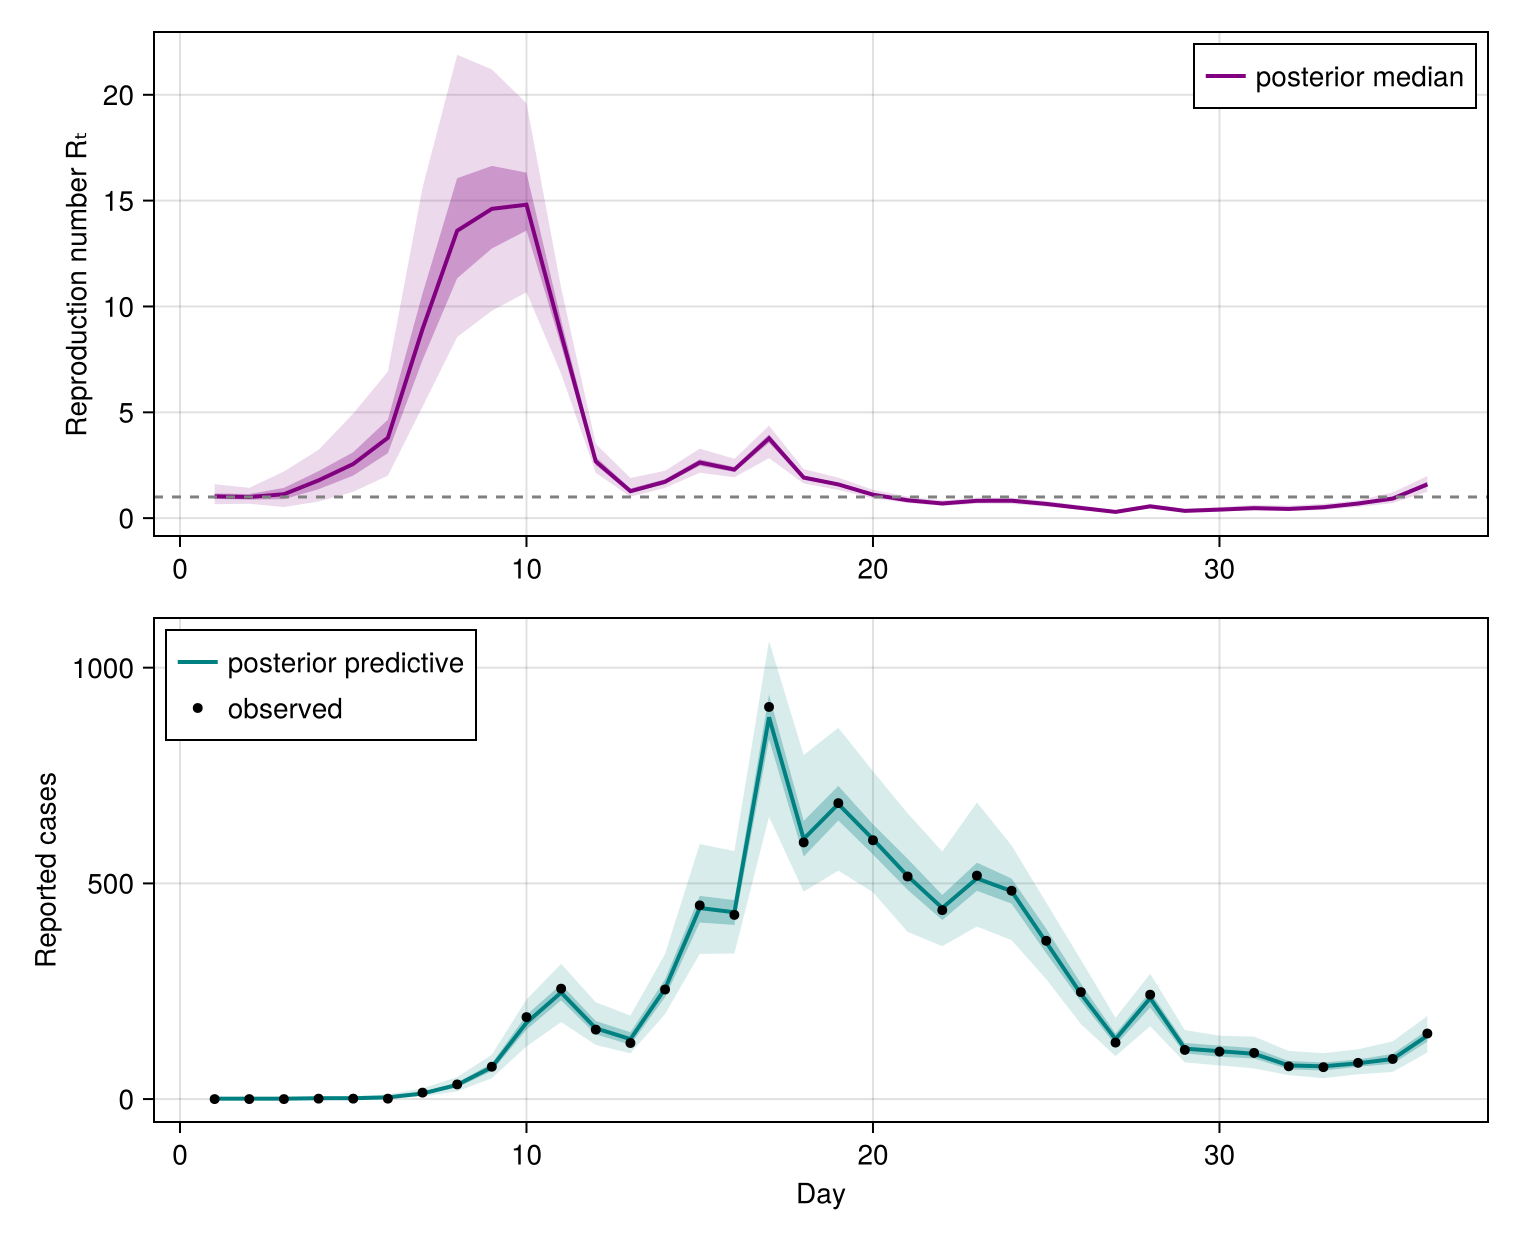 posterior median
Reproduction number Rₜ
20
15
10
5
0
0 10 20 30
posterior predictive
observed
Reported cases
1000
500
0
0 10 20 30
Day